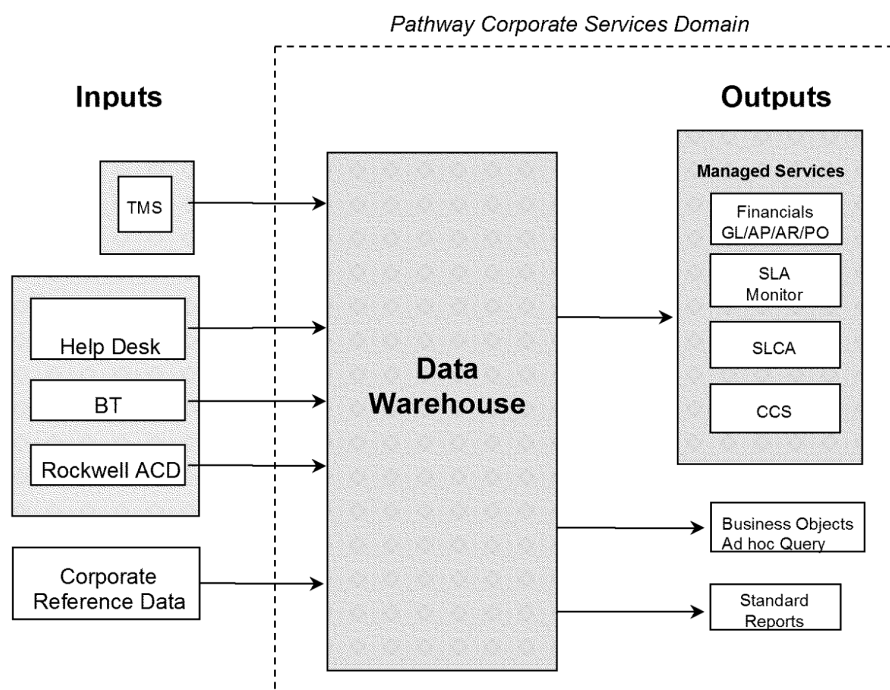 Pathway Corporate Services Domain
Inputs
Outputs
TMS
Help Desk
BT
Rockwell ACD
Corporate
Reference Data
Data
Warehouse
Managed Services
Financials
GL/AP/AR/PO
SLA
Monitor
SLCA
CCS
Business Objects
Ad hoc Query
Standard
Reports